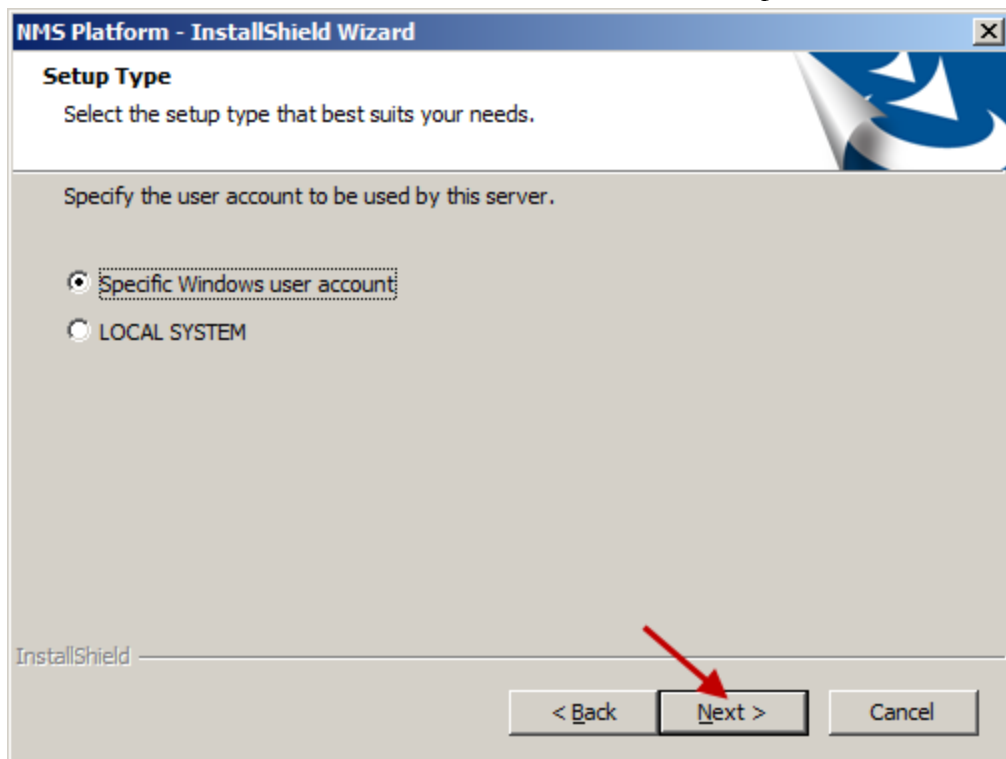 NMS Platform - InstallShield Wizard
Setup Type
Select the setup type that best suits your needs.
Specify the user account to be used by this server.
Specific Windows user account
LOCAL SYSTEM
InstallShield
< Back Next > Cancel